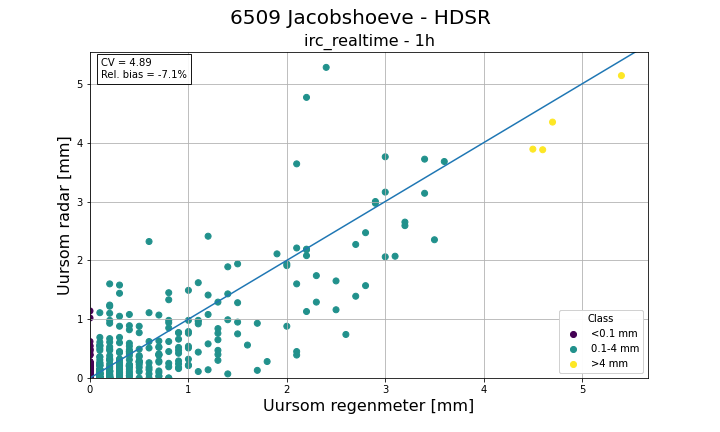 6509 Jacobshoeve - HDSR
irc_realtime - 1h
CV = 4.89
Rel. bias = -7.1%
5
4
3
2
1
0
Uursom radar [mm]
0 1 2 3 4 5
Uursom regenmeter [mm]
Class
<0.1 mm
0.1-4 mm
>4 mm